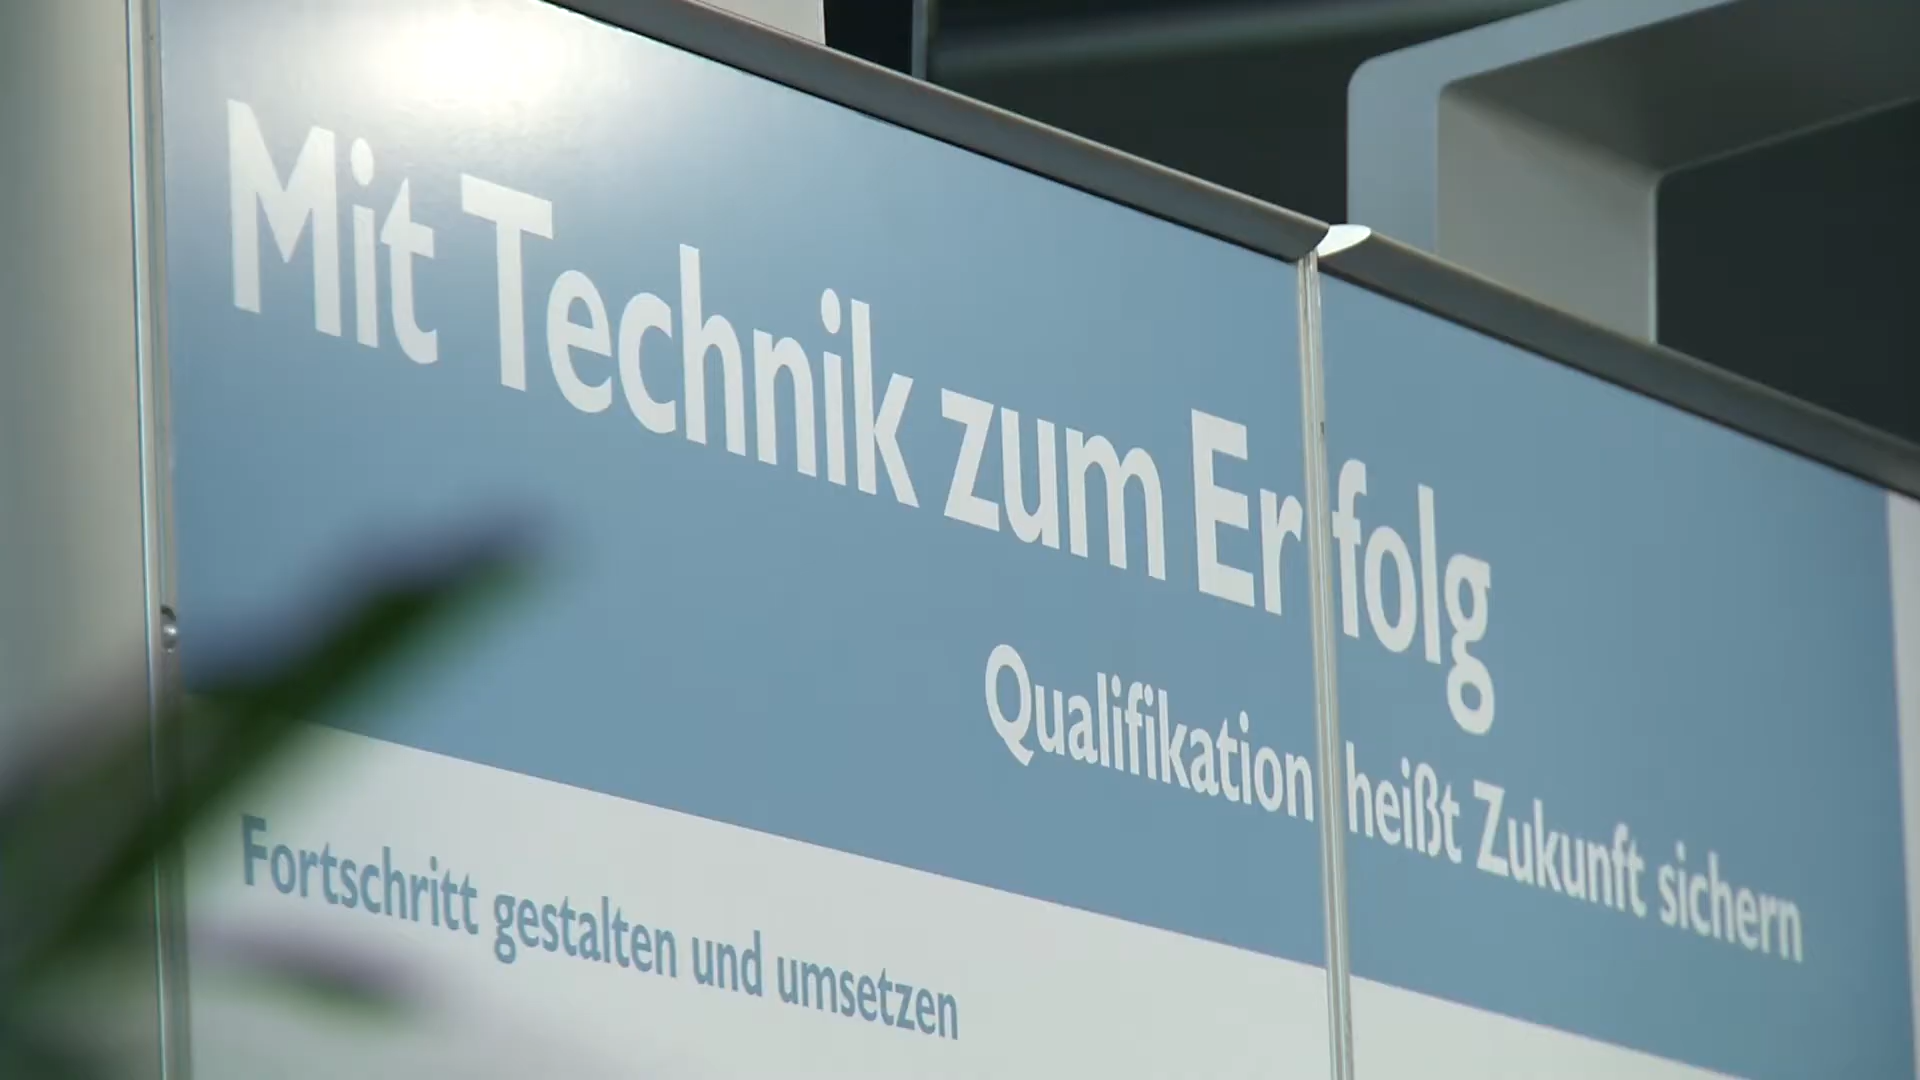 Mit Technik zum Erfolg
Qualifikation heißt Zukunft sichern
Fortschritt gestalten und umsetzen